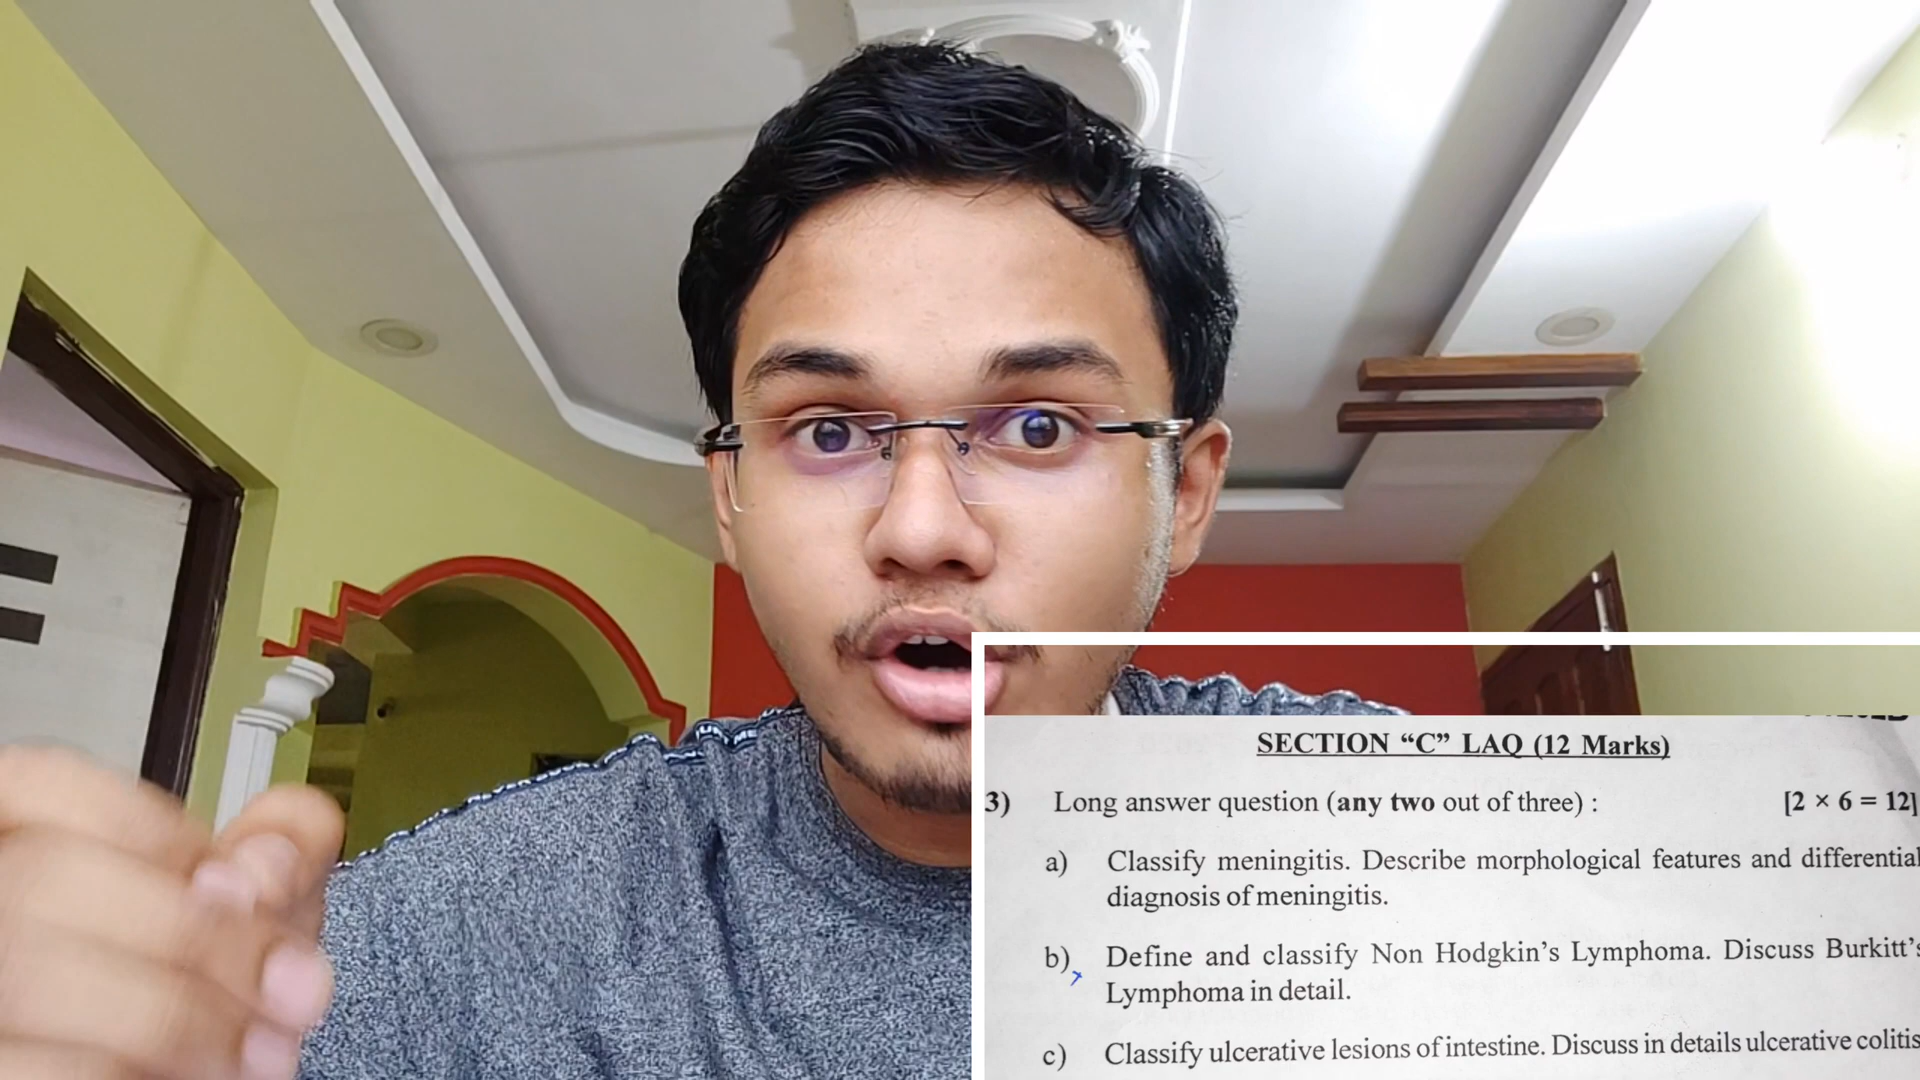 SECTION “C” LAQ (12 Marks)
3) Long answer question (any two out of three) : [2 × 6 = 12]
a) Classify meningitis. Describe morphological features and differential
diagnosis of meningitis.
b) Define and classify Non Hodgkin’s Lymphoma. Discuss Burkitt’s
Lymphoma in detail.
c) Classify ulcerative lesions of intestine. Discuss in details ulcerative colitis